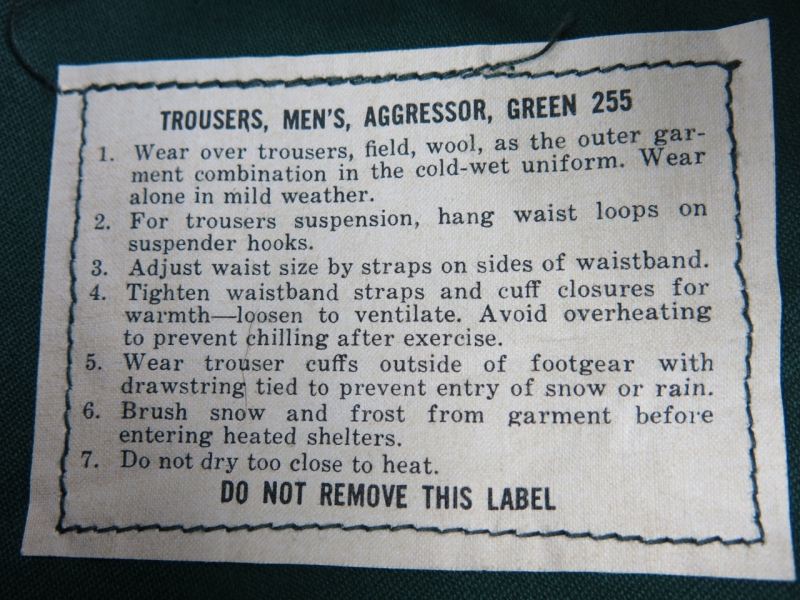 TROUSERS, MEN'S, AGGRESSOR, GREEN 255
1. Wear over trousers, field, wool, as the outer gar-
ment combination in the cold-wet uniform. Wear
alone in mild weather.
2. For trousers suspension, hang waist loops on
suspender hooks.
3. Adjust waist size by straps on sides of waistband.
4. Tighten waistband straps and cuff closures for
warmth—loosen to ventilate. Avoid overheating
to prevent chilling after exercise.
5. Wear trouser cuffs outside of footgear with
drawstring tied to prevent entry of snow or rain.
6. Brush snow and frost from garment before
entering heated shelters.
7. Do not dry too close to heat.
DO NOT REMOVE THIS LABEL